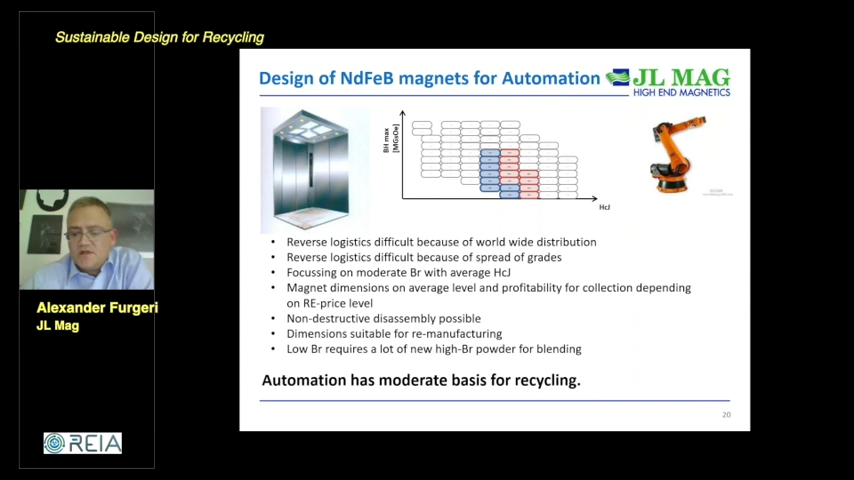 Sustainable Design for Recycling
Design of NdFeB magnets for Automation
JL MAG
HIGH END MAGNETICS
BH max
[MGsOe]
HcJ
• Reverse logistics difficult because of world wide distribution
• Reverse logistics difficult because of spread of grades
• Focussing on moderate Br with average HcJ
• Magnet dimensions on average level and profitability for collection depending
on RE-price level
• Non-destructive disassembly possible
• Dimensions suitable for re-manufacturing
• Low Br requires a lot of new high-Br powder for blending
Automation has moderate basis for recycling.
20
Alexander Furgeri
JL Mag
REIA